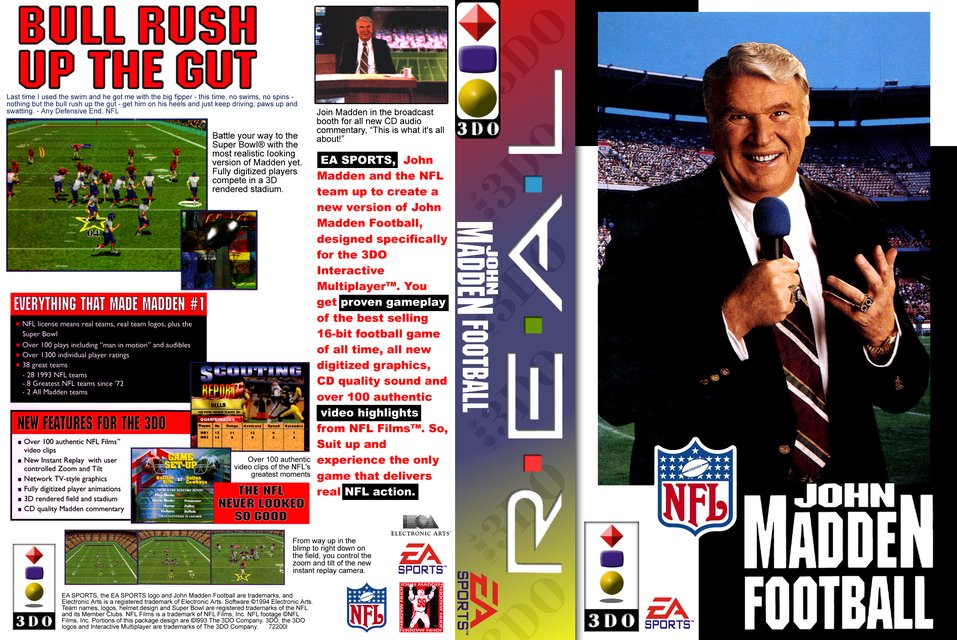 BULL RUSH
UP THE GUT
Last time I used the swim and he got me with the big flipper - this time, no swims, no spins -
nothing but the bull rush up the gut - get him on his heels and just keep driving; paws up and
swatting. - Any Defensive End, NFL
Battle your way to the
Super Bowl® with the
most realistic looking
version of Madden yet.
Fully digitized players
compete in a 3D
rendered stadium.
EVERYTHING THAT MADE MADDEN #1
NFL license means real teams, real team logos, plus the
Super Bowl
Over 100 plays including "man in motion" and audibles
Over 1300 individual player ratings
38 great teams
- 28 1993 NFL teams
- 8 Greatest NFL teams since '72
- 2 All Madden teams
SCOUTING
REPORT
BILLS
QUARTERBACKS
NEW FEATURES FOR THE 3DO
Over 100 authentic NFL Films™
video clips
New Instant Replay with user
controlled Zoom and Tilt
Network TV-style graphics
Fully digitized player animations
3D rendered field and stadium
CD quality Madden commentary
GAME
SET-UP
Over 100 authentic
video clips of the NFL's
greatest moments
THE NFL
NEVER LOOKED
SO GOOD
From way up in the
blimp to right down on
the field, you control the
zoom and tilt of the new
instant replay camera.
3DO
EA SPORTS, the EA SPORTS logo and John Madden Football are trademarks, and
Electronic Arts is a registered trademark of Electronic Arts. Software ©1994 Electronic Arts.
Team names, logos, helmet design and Super Bowl are registered trademarks of the NFL
and its Member Clubs. NFL Films is a trademark of NFL Films, Inc. NFL footage ©NFL
Films, Inc. Portions of this package design are ©1993 The 3DO Company. 3DO, the 3DO
logos and Interactive Multiplayer are trademarks of The 3DO Company. 72200I
Join Madden in the broadcast
booth for all new CD audio
commentary, "This is what it's all
about!"
EA SPORTS, John
Madden and the NFL
team up to create a
new version of John
Madden Football,
designed specifically
for the 3DO
Interactive
Multiplayer™. You
get proven gameplay
of the best selling
16-bit football game
of all time, all new
digitized graphics,
CD quality sound and
over 100 authentic
video highlights
from NFL Films™. So,
Suit up and
experience the only
game that delivers
real NFL action.
ELECTRONIC ARTS®
EA
SPORTS™
NFL
3DO
REAL
JOHN
MADDEN FOOTBALL
EA
SPORTS™
NFL
JOHN
MADDEN
FOOTBALL
3DO
EA
SPORTS™